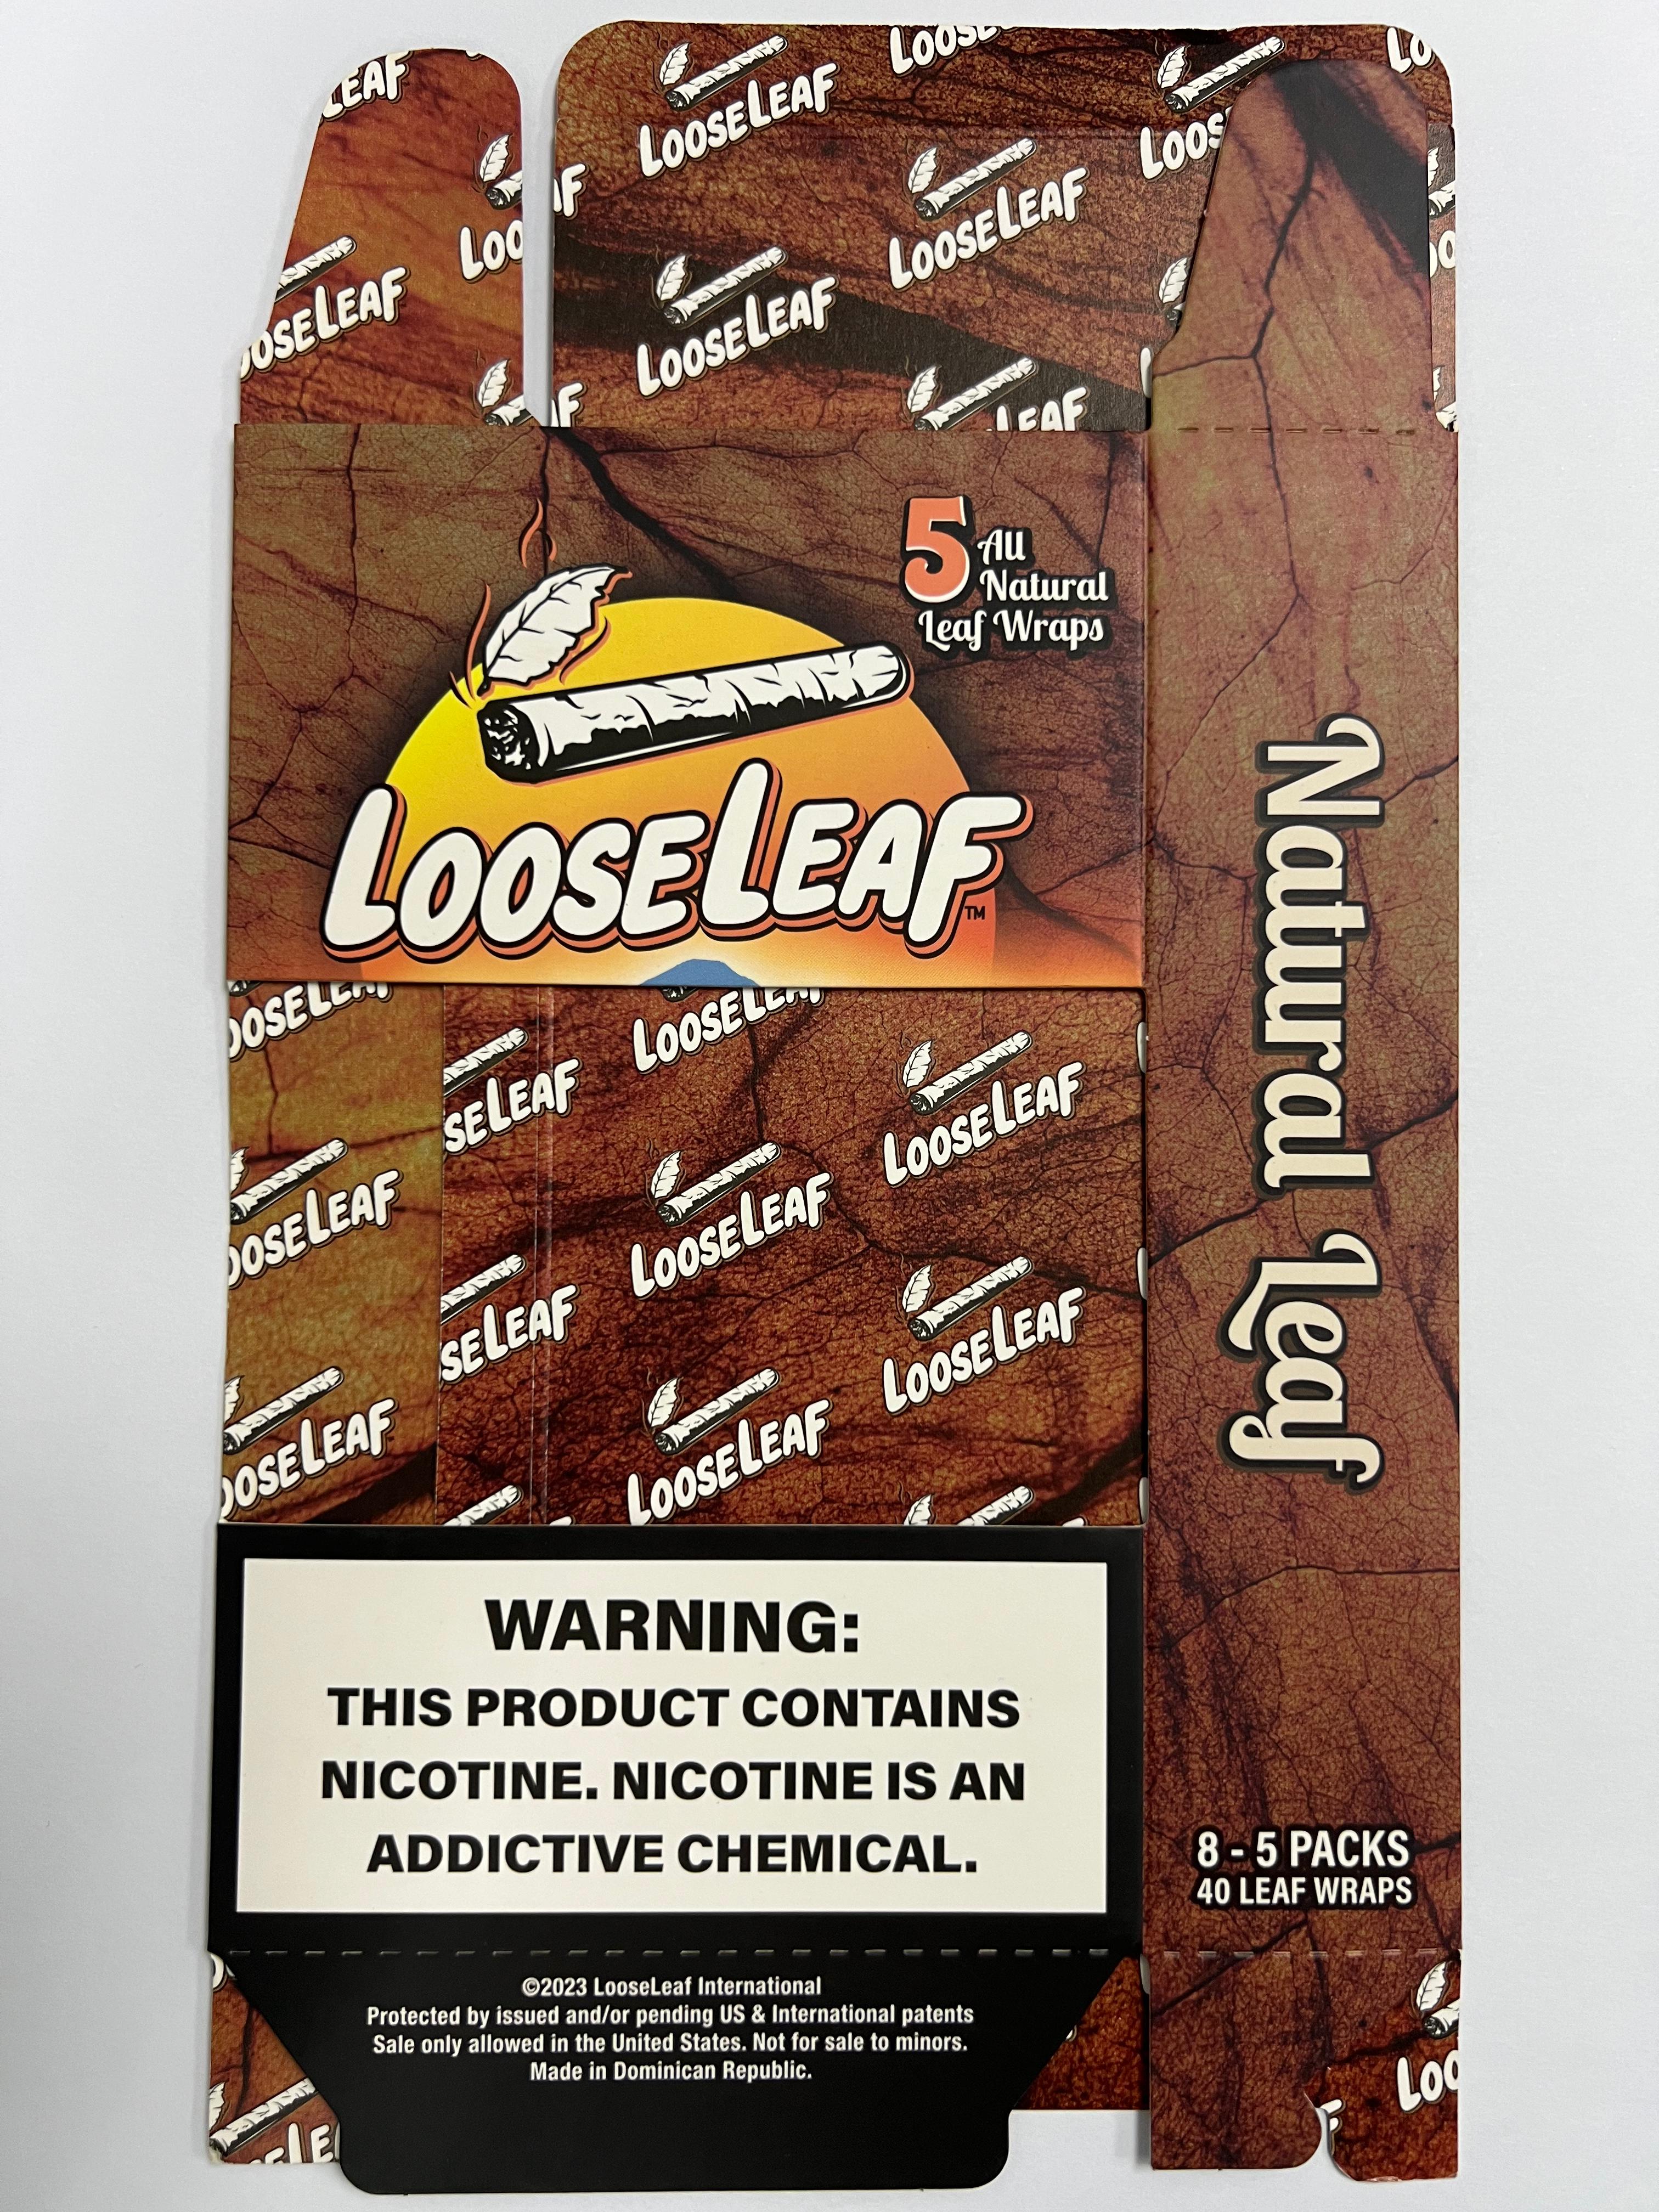 LOOSELEAF
LOOSELEAF
LOOSELEAF
LOOSELEAF
LOOSELEAF
5 All
Natural
Leaf Wraps
LOOSELEAF™
LOOSELEAF
LOOSELEAF
LOOSELEAF
LOOSELEAF
LOOSELEAF
Natural Leaf
WARNING:
THIS PRODUCT CONTAINS
NICOTINE. NICOTINE IS AN
ADDICTIVE CHEMICAL.
8 - 5 PACKS
40 LEAF WRAPS
©2023 LooseLeaf International
Protected by issued and/or pending US & International patents
Sale only allowed in the United States. Not for sale to minors.
Made in Dominican Republic.